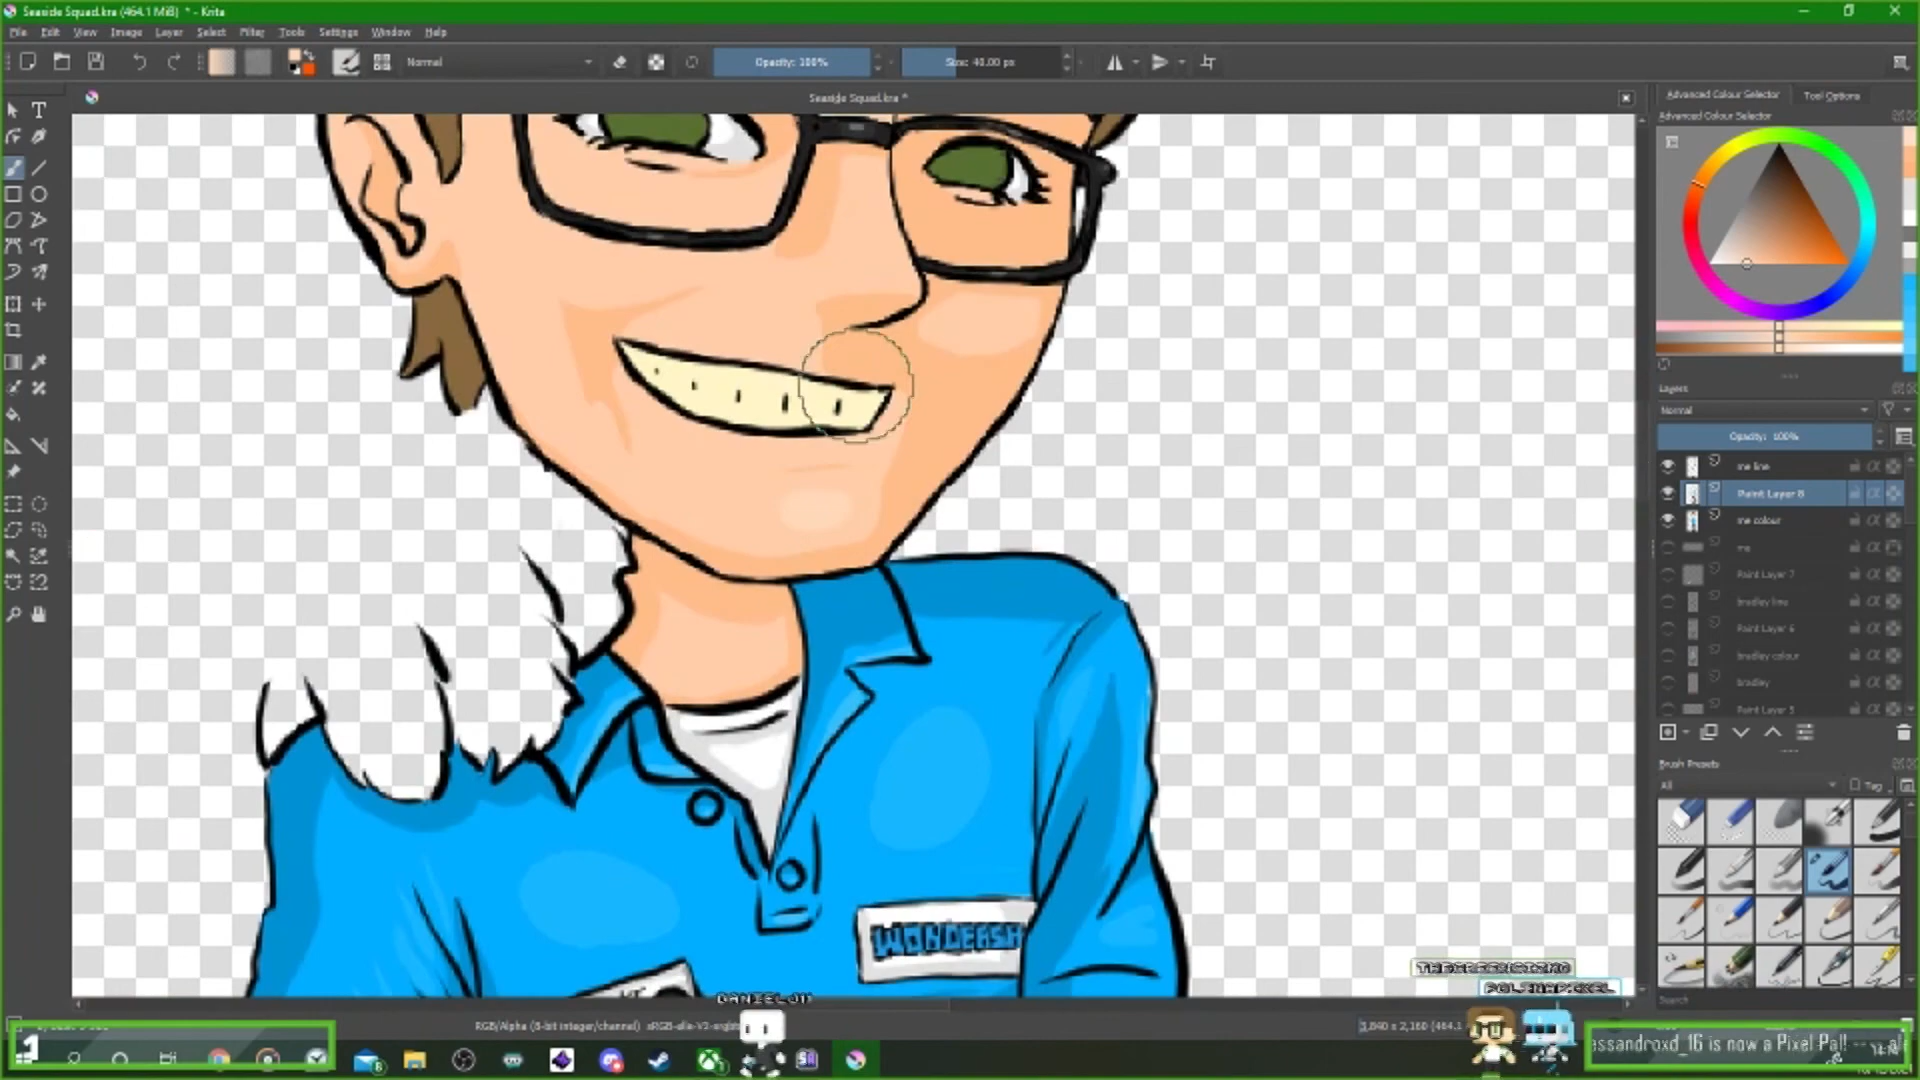 Seaside Squad.kra (464.1 MiB) * - Krita
File Edit View Image Layer Select Filter Tools Settings Window Help
Normal
Opacity: 100%
Size: 40.00 px
Seaside Squad.kra *
Advanced Colour Selector
Tool Options
Advanced Colour Selector
Layers
Normal
Opacity: 100%
me line
Paint Layer 8
me colour
me
Paint Layer 7
bradley line
Paint Layer 6
bradley colour
bradley
Paint Layer 5
Brush Presets
All
Tag
Search
DANIELON
RGB/Alpha (8-bit integer/channel)
3,840 x 2,160 (464.1
essandroxd_16 is now a Pixel Pal!